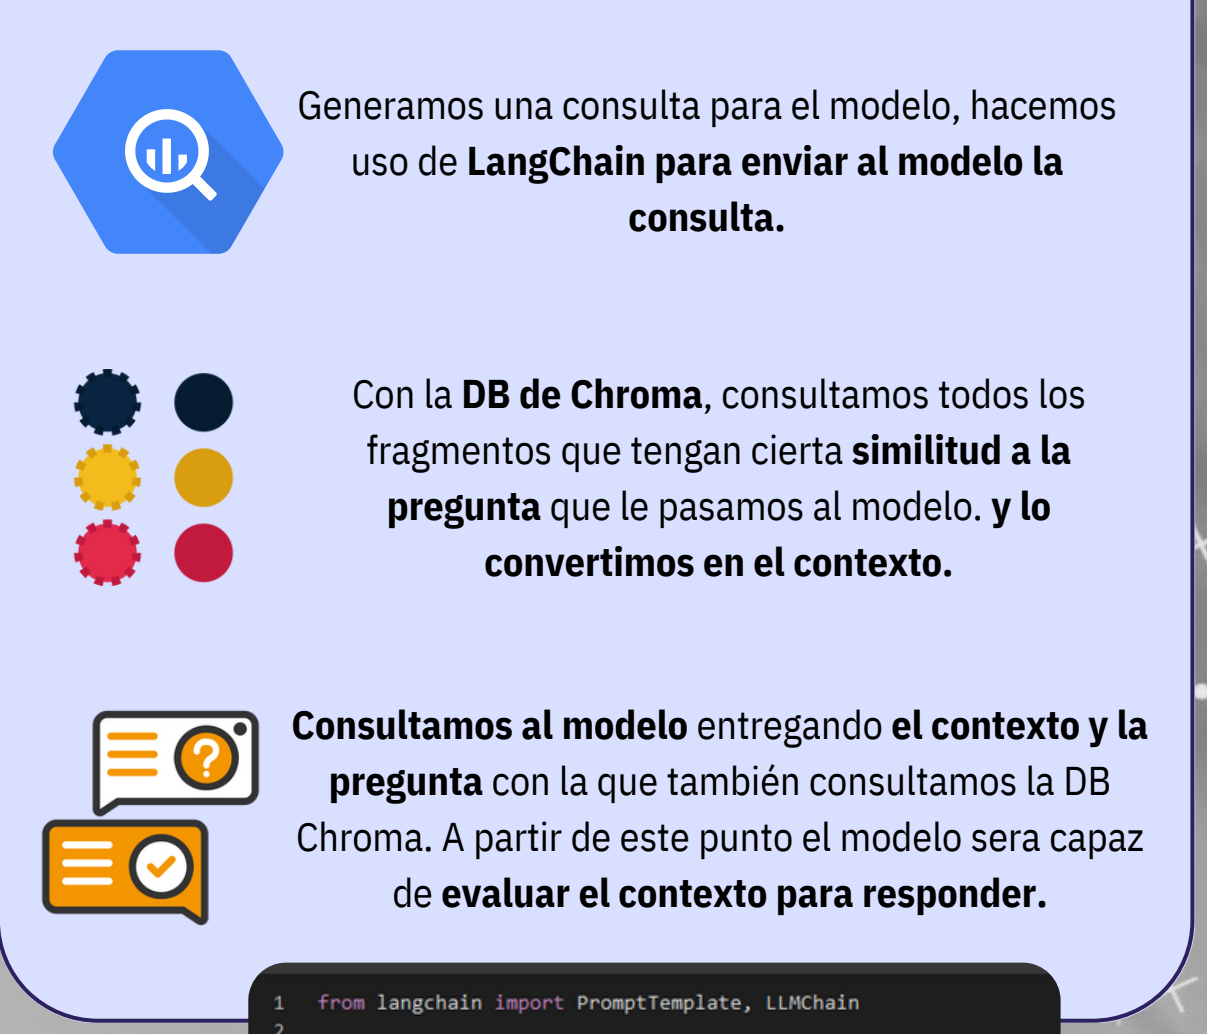 Generamos una consulta para el modelo, hacemos
uso de LangChain para enviar al modelo la
consulta.
Con la DB de Chroma, consultamos todos los
fragmentos que tengan cierta similitud a la
pregunta que le pasamos al modelo. y lo
convertimos en el contexto.
Consultamos al modelo entregando el contexto y la
pregunta con la que también consultamos la DB
Chroma. A partir de este punto el modelo sera capaz
de evaluar el contexto para responder.
1 from langchain import PromptTemplate, LLMChain
2